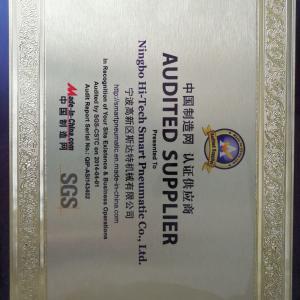 中国制造网 认证供应商
AUDITED SUPPLIER
Presented To
Ningbo Hi-Tech Smart Pneumatic Co., Ltd.
宁波高新区斯达特机械有限公司
http://smartpneumatic.en.made-in-china.com
In Recognition of Your Site Existence & Business Operations
Audited by SGS-CSTC on 2014-04-01
Audit Report Serial No.: QIP-ASI143402
Made-in-China.com
中国制造网
SGS